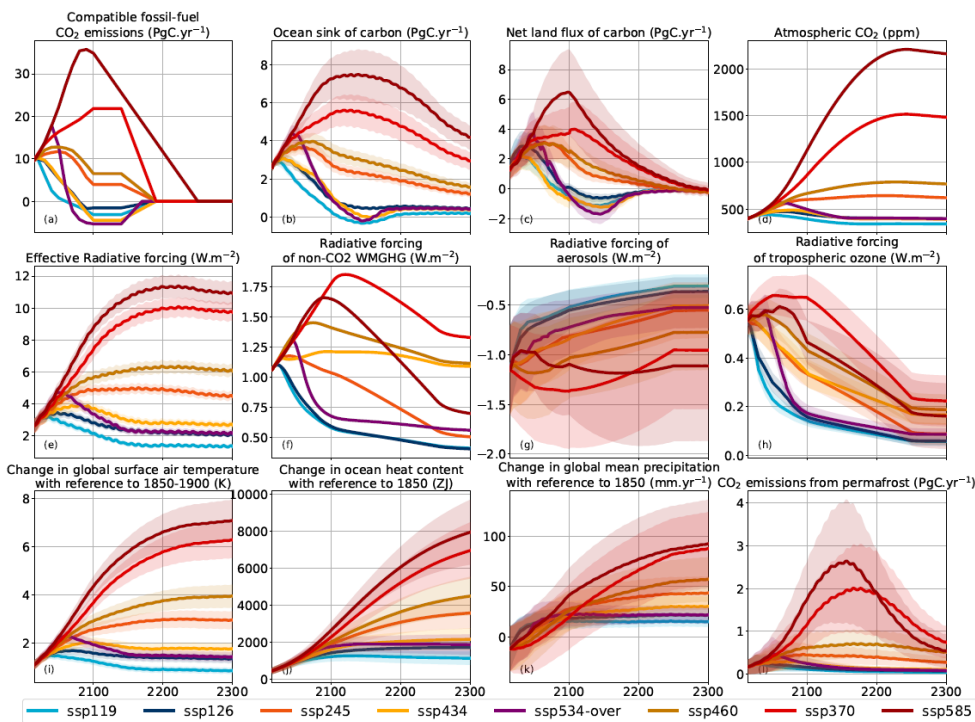 Compatible fossil-fuel
CO₂ emissions (PgC.yr⁻¹)
Ocean sink of carbon (PgC.yr⁻¹)
Net land flux of carbon (PgC.yr⁻¹)
Atmospheric CO₂ (ppm)
30
20
10
0
(a)
8
6
4
2
0
(b)
8
6
4
2
0
−2
(c)
2000
1500
1000
500
(d)
Effective Radiative forcing (W.m⁻²)
Radiative forcing
of non-CO2 WMGHG (W.m⁻²)
Radiative forcing of
aerosols (W.m⁻²)
Radiative forcing
of tropospheric ozone (W.m⁻²)
12
10
8
6
4
2
(e)
1.75
1.50
1.25
1.00
0.75
0.50
(f)
−0.5
−1.0
−1.5
−2.0
(g)
0.8
0.6
0.4
0.2
0.0
(h)
Change in global surface air temperature
with reference to 1850-1900 (K)
Change in ocean heat content
with reference to 1850 (ZJ)
Change in global mean precipitation
with reference to 1850 (mm.yr⁻¹)
CO₂ emissions from permafrost (PgC.yr⁻¹)
8
6
4
2
(i)
2100 2200 2300
10000
8000
6000
4000
2000
0
(j)
2100 2200 2300
100
50
0
(k)
2100 2200 2300
4
3
2
1
0
(l)
2100 2200 2300
ssp119 ssp126 ssp245 ssp434 ssp534-over ssp460 ssp370 ssp585